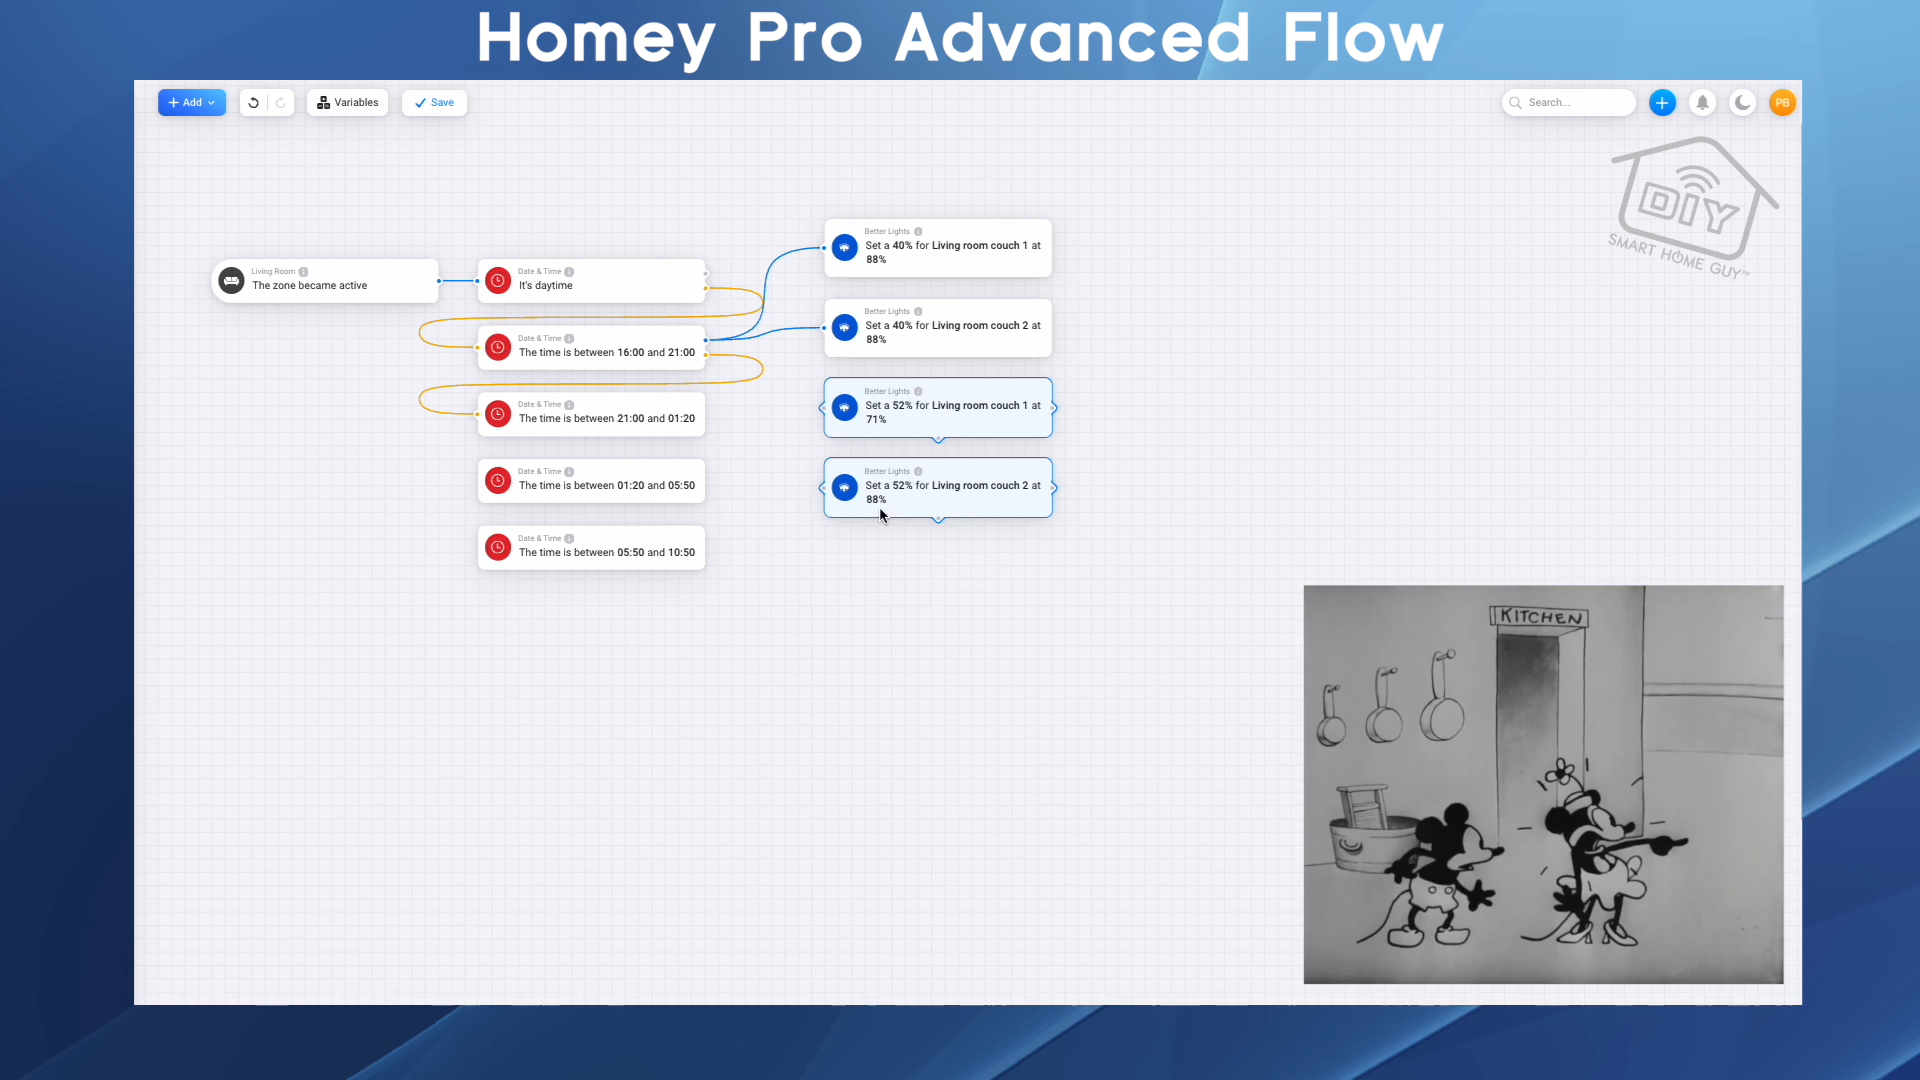 Homey Pro Advanced Flow
Add
Variables
Save
Search...
PB
DiY
SMART HOME GUY™
Living Room
The zone became active
Date & Time
It's daytime
Date & Time
The time is between 16:00 and 21:00
Date & Time
The time is between 21:00 and 01:20
Date & Time
The time is between 01:20 and 05:50
Date & Time
The time is between 05:50 and 10:50
Better Lights
Set a 40% for Living room couch 1 at
88%
Better Lights
Set a 40% for Living room couch 2 at
88%
Better Lights
Set a 52% for Living room couch 1 at
71%
Better Lights
Set a 52% for Living room couch 2 at
88%
KITCHEN